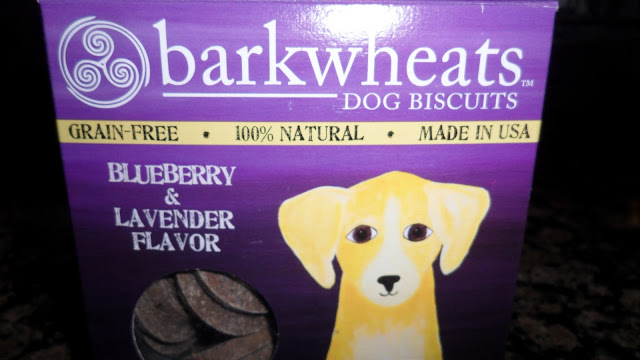 barkwheats™
DOG BISCUITS
GRAIN-FREE • 100% NATURAL • MADE IN USA
BLUEBERRY
&
LAVENDER
FLAVOR